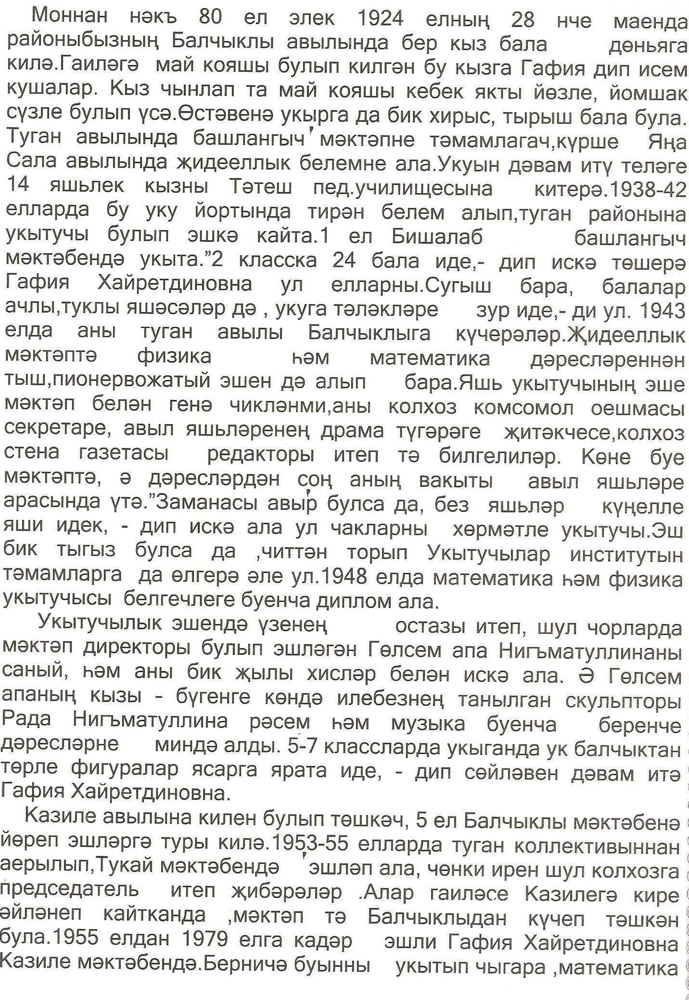 Моннан нәкъ 80 ел элек 1924 елның 28 нче маенда
районыбызның Балчыклы авылында бер кыз бала дөньяга
килә.Гаиләгә май кояшы булып килгән бу кызга Гафия дип исем
кушалар. Кыз чынлап та май кояшы кебек якты йөзле, йомшак
сүзле булып үсә.Өстәвенә укырга да бик хирыс, тырыш бала була.
Туган авылында башлангыч мәктәпне тәмамлагач,күрше Яңа
Сала авылында җидееллык белемне ала.Укуын дәвам итү теләге
14 яшьлек кызны Тәтеш пед.училищесына китерә.1938-42
елларда бу уку йортында тирән белем алып,туган районына
укытучы булып эшкә кайта.1 ел Бишалаб башлангыч
мәктәбендә укыта.”2 класска 24 бала иде,- дип искә төшерә
Гафия Хайретдиновна ул елларны.Сугыш бара, балалар
ачлы,туклы яшәсәләр дә , укуга тәләкләре зур иде,- ди ул. 1943
елда аны туган авылы Балчыклыга күчерәләр.Җидееллык
мәктәптә физика һәм математика дәресләреннән
тыш,пионервожатый эшен дә алып бара.Яшь укытучының эше
мәктәп белән генә чикләнми,аны колхоз комсомол оешмасы
секретаре, авыл яшьләренең драма түгәрәге җитәкчесе,колхоз
стена газетасы редакторы итеп тә билгелиләр. Көне буе
мәктәптә, ә дәресләрдән соң аның вакыты авыл яшьләре
арасында үтә.”Заманасы авыр булса да, без яшьләр күңелле
яши идек, - дип искә ала ул чакларны хөрмәтле укытучы.Эш
бик тыгыз булса да ,читтән торып Укытучылар институтын
тәмамларга да өлгерә әле ул.1948 елда математика һәм физика
укытучысы белгечлеге буенча диплом ала.
Укытучылык эшендә үзенең остазы итеп, шул чорларда
мәктәп директоры булып эшләгән Гөлсем апа Нигъматуллинаны
саный, һәм аны бик җылы хисләр белән искә ала. Ә Гөлсем
апаның кызы - бүгенге көндә илебезнең танылган скульпторы
Рада Нигъматуллина рәсем һәм музыка буенча беренче
дәресләрне миндә алды. 5-7 классларда укыганда ук балчыктан
төрле фигуралар ясарга ярата иде, - дип сөйләвен дәвам итә
Гафия Хайретдиновна.
Казиле авылына килен булып төшкәч, 5 ел Балчыклы мәктәбенә
йөреп эшләргә туры килә.1953-55 елларда туган коллективыннан
аерылып,Тукай мәктәбендә эшләп ала, чөнки ирен шул колхозга
председатель итеп җибәрәләр .Алар гаиләсе Казилегә кире
әйләнеп кайтканда ,мәктәп тә Балчыклыдан күчеп тәшкән
була.1955 елдан 1979 елга кадәр эшли Гафия Хайретдиновна
Казиле мәктәбендә.Берничә буынны укытып чыгара ,математика